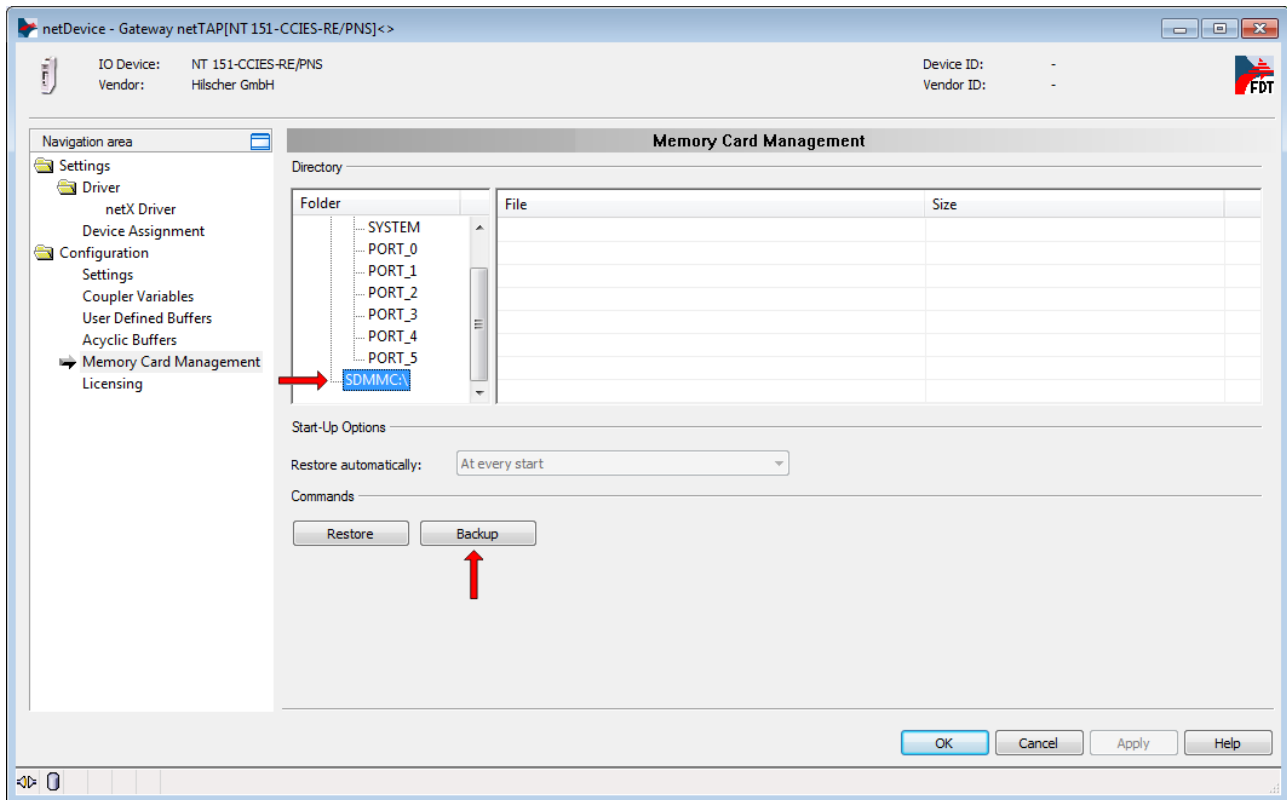 netDevice - Gateway netTAP[NT 151-CCIES-RE/PNS]<>
IO Device: NT 151-CCIES-RE/PNS Device ID: -
Vendor: Hilscher GmbH Vendor ID: -
FDT
Navigation area
Settings
Driver
netX Driver
Device Assignment
Configuration
Settings
Coupler Variables
User Defined Buffers
Acyclic Buffers
Memory Card Management
Licensing
Memory Card Management
Directory
Folder File Size
SYSTEM
PORT_0
PORT_1
PORT_2
PORT_3
PORT_4
PORT_5
SDMMC:\
Start-Up Options
Restore automatically: At every start
Commands
Restore Backup
OK Cancel Apply Help